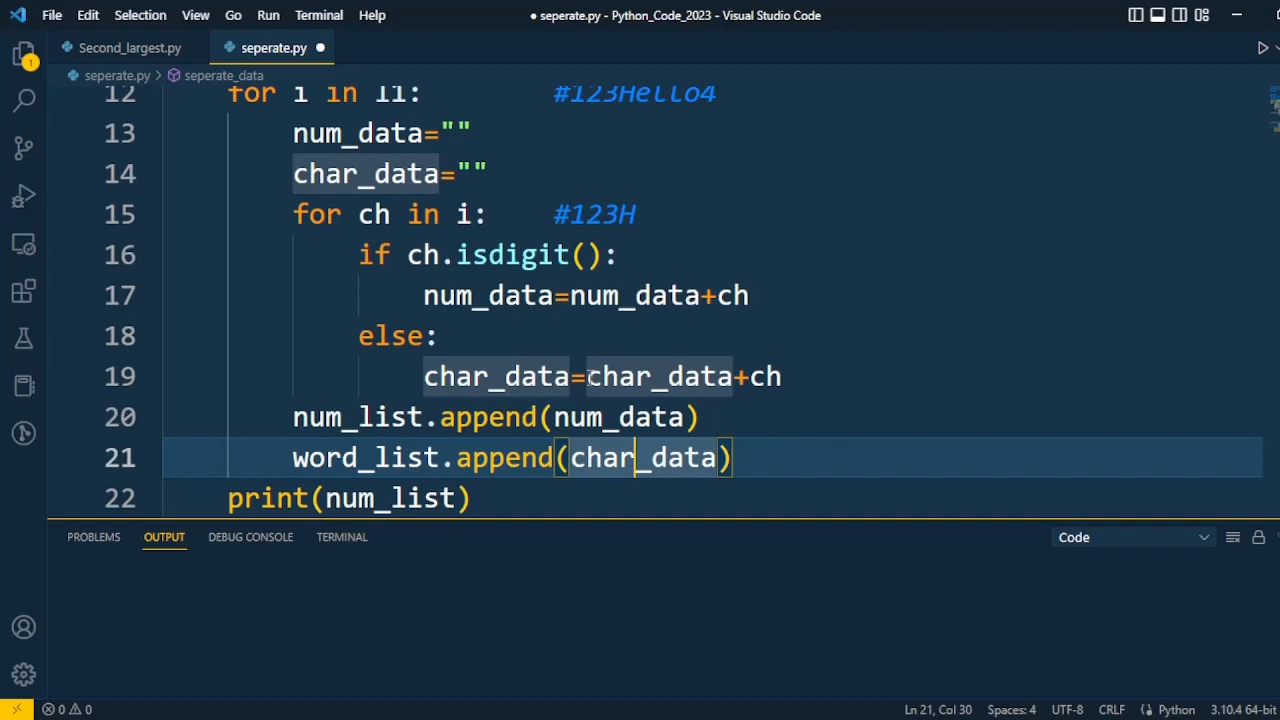 File Edit Selection View Go Run Terminal Help ● seperate.py - Python_Code_2023 - Visual Studio Code
Second_largest.py seperate.py ●
seperate.py > seperate_data
12 for i in l1: #123Hello4
13 num_data=""
14 char_data=""
15 for ch in i: #123H
16 if ch.isdigit():
17 num_data=num_data+ch
18 else:
19 char_data=char_data+ch
20 num_list.append(num_data)
21 word_list.append(char_data)
22 print(num_list)
PROBLEMS OUTPUT DEBUG CONSOLE TERMINAL Code
0 0 Ln 21, Col 30 Spaces: 4 UTF-8 CRLF Python 3.10.4 64-bit